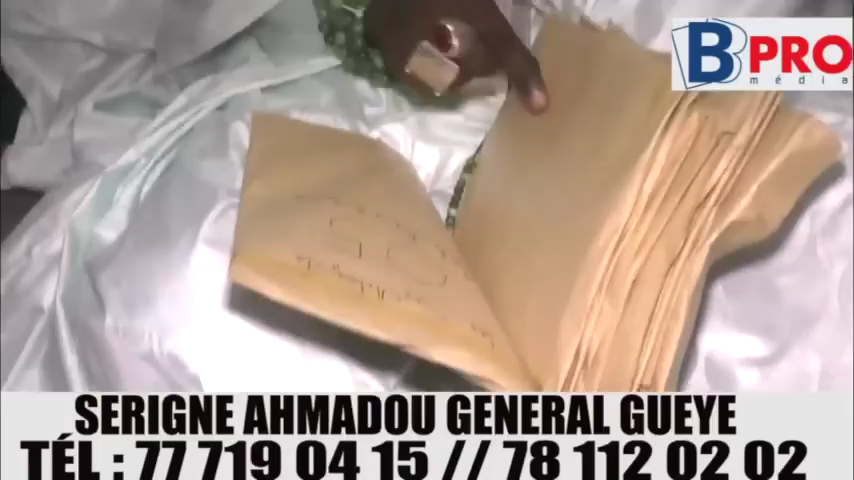 BPRO
média
SERIGNE AHMADOU GENERAL GUEYE
TÉL : 77 719 04 15 // 78 112 02 02